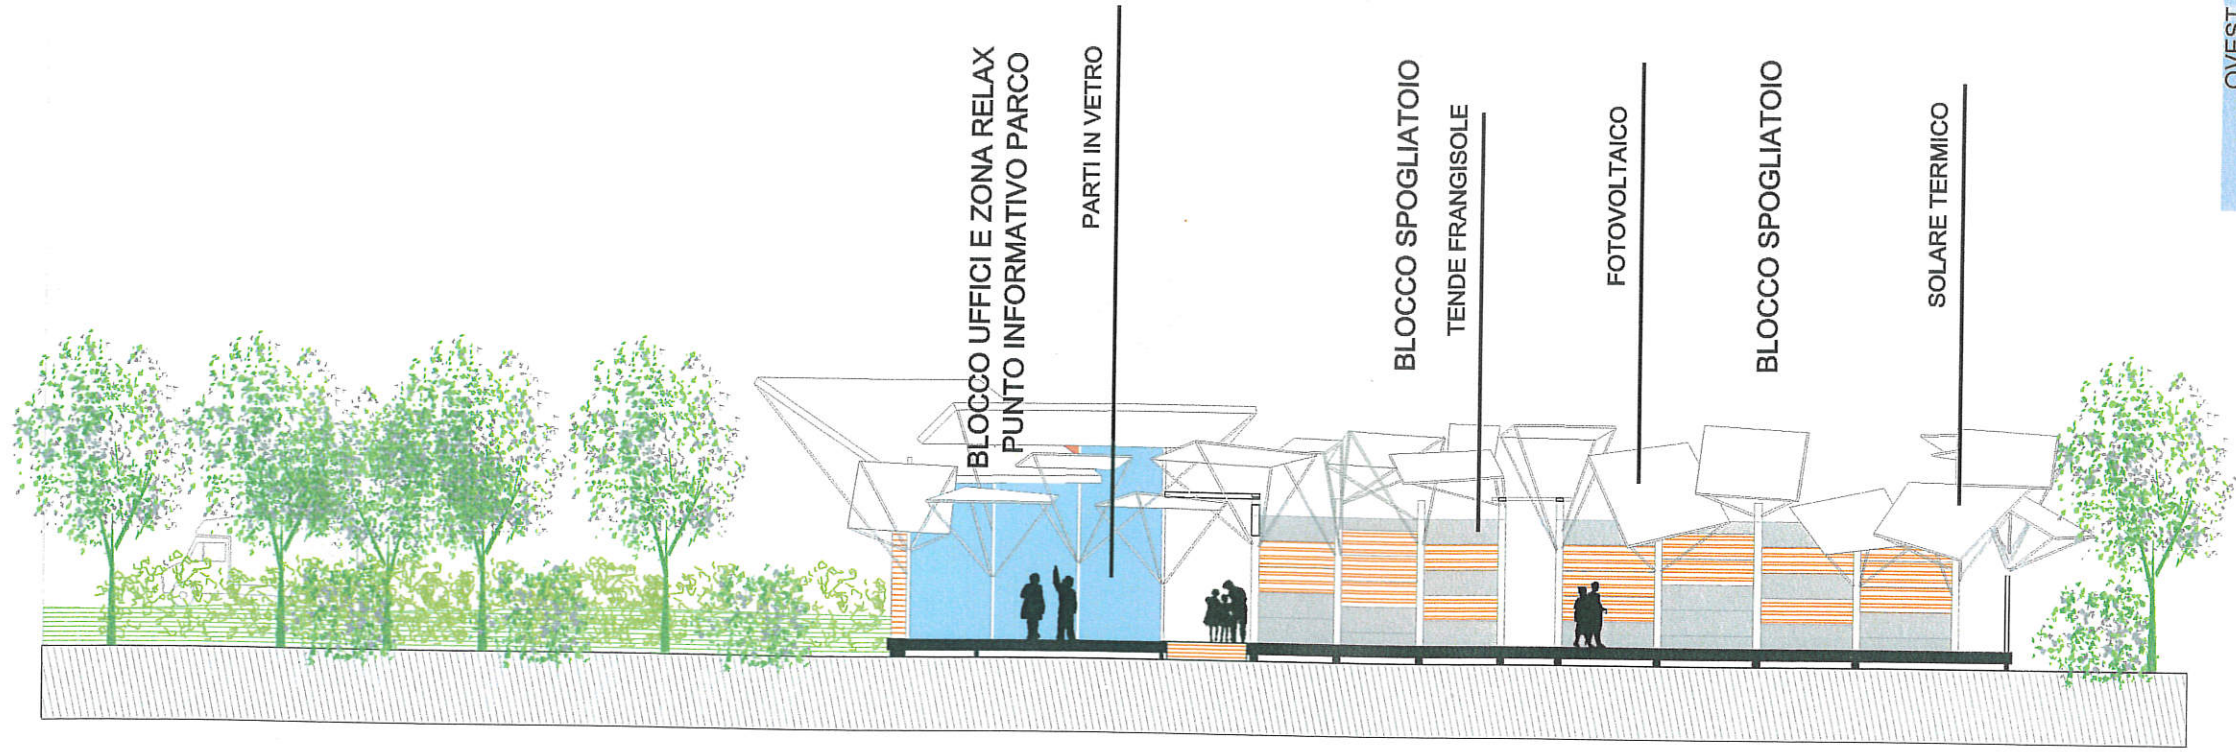 BLOCCO UFFICI E ZONA RELAX
PUNTO INFORMATIVO PARCO
PARTI IN VETRO
BLOCCO SPOGLIATOIO
TENDE FRANGISOLE
FOTOVOLTAICO
BLOCCO SPOGLIATOIO
SOLARE TERMICO
OVEST